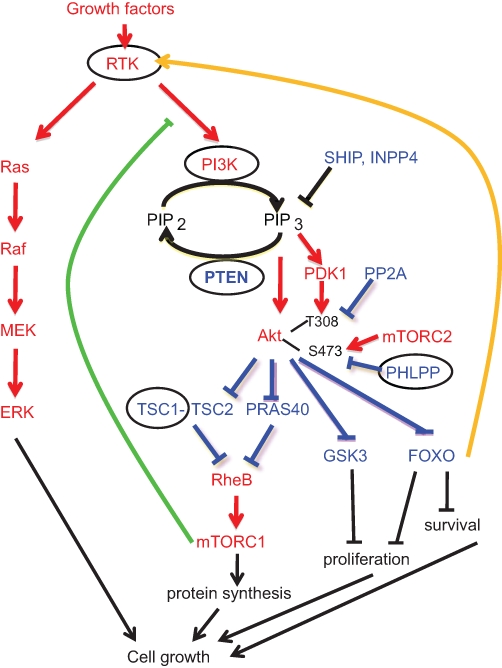 Growth factors
RTK
Ras
PI3K
SHIP, INPP4
PIP 2
PIP 3
Raf
PTEN
PDK1
PP2A
T308
MEK
Akt
mTORC2
S473
PHLPP
ERK
TSC1-TSC2
PRAS40
GSK3
FOXO
RheB
survival
mTORC1
proliferation
protein synthesis
Cell growth